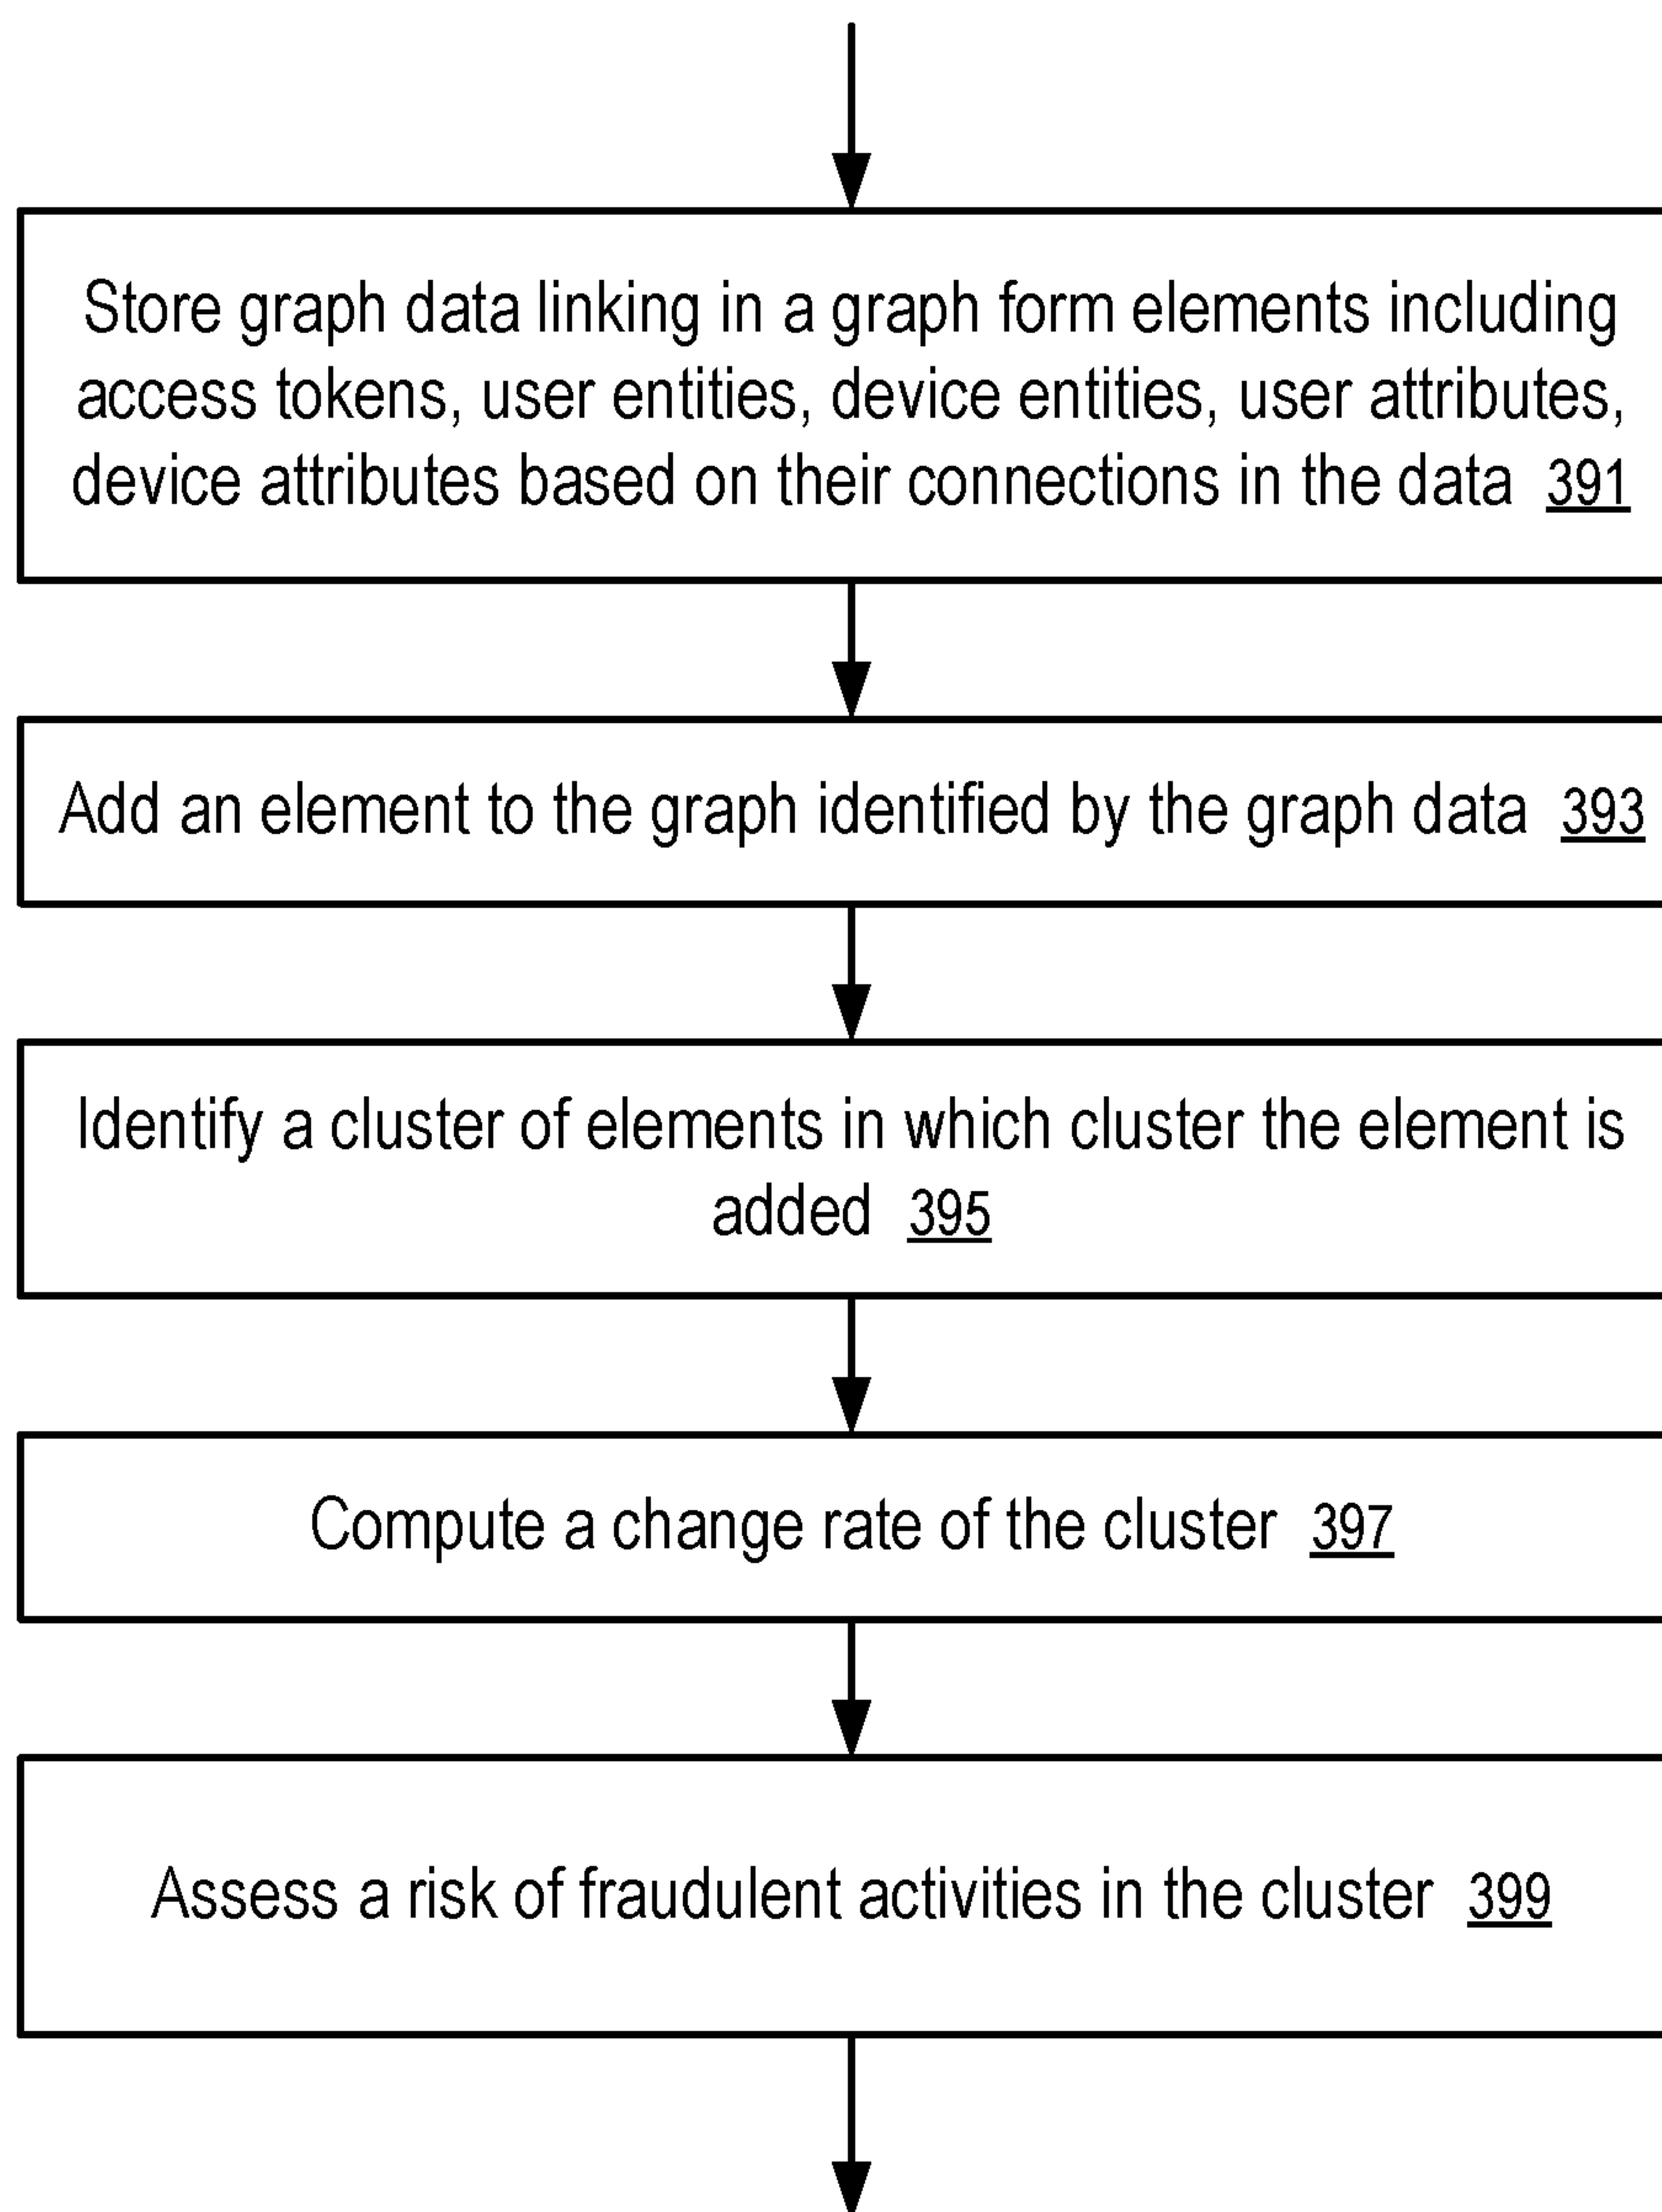 Store graph data linking in a graph form elements including
access tokens, user entities, device entities, user attributes,
device attributes based on their connections in the data 391
Add an element to the graph identified by the graph data 393
Identify a cluster of elements in which cluster the element is
added 395
Compute a change rate of the cluster 397
Assess a risk of fraudulent activities in the cluster 399